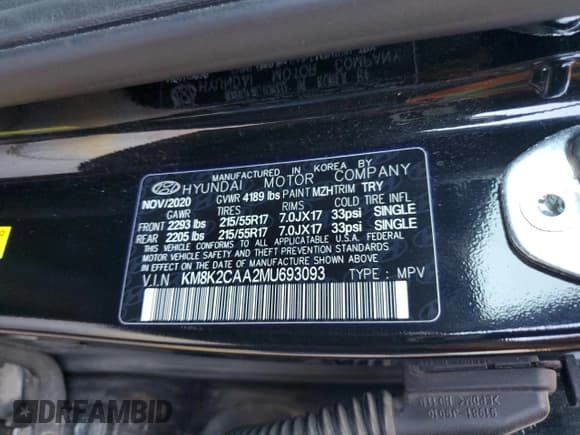 MANUFACTURED IN KOREA BY
HYUNDAI MOTOR COMPANY
NOV/2020 GVWR 4189 lbs PAINT MZH TRIM TRY
GAWR TIRES RIMS COLD TIRE INFL
FRONT 2293 lbs 215/55R17 7.0JX17 33psi SINGLE
REAR 2205 lbs 215/55R17 7.0JX17 33psi SINGLE
THIS VEHICLE CONFORMS TO ALL APPLICABLE U.S.A. FEDERAL
MOTOR VEHICLE SAFETY AND THEFT PREVENTION STANDARDS
IN EFFECT ON THE DATE OF MANUFACTURE SHOWN ABOVE.
V.I.N KM8K2CAA2MU693093 TYPE : MPV
DREAMBID